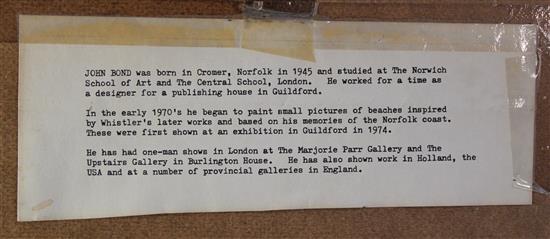 JOHN BOND was born in Cromer, Norfolk in 1945 and studied at The Norwich
School of Art and The Central School, London. He worked for a time as
a designer for a publishing house in Guildford.
In the early 1970's he began to paint small pictures of beaches inspired
by Whistler's later works and based on his memories of the Norfolk coast.
These were first shown at an exhibition in Guildford in 1974.
He has had one-man shows in London at The Marjorie Parr Gallery and The
Upstairs Gallery in Burlington House. He has also shown work in Holland, the
USA and at a number of provincial galleries in England.